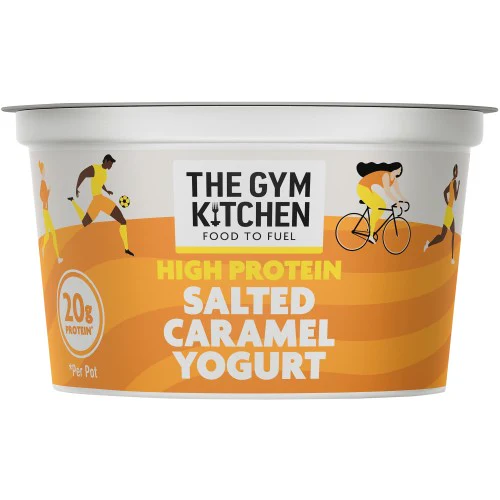 THE GYM
KITCHEN
FOOD TO FUEL
HIGH PROTEIN
SALTED
CARAMEL
YOGURT
20g
PROTEIN*
*Per Pot